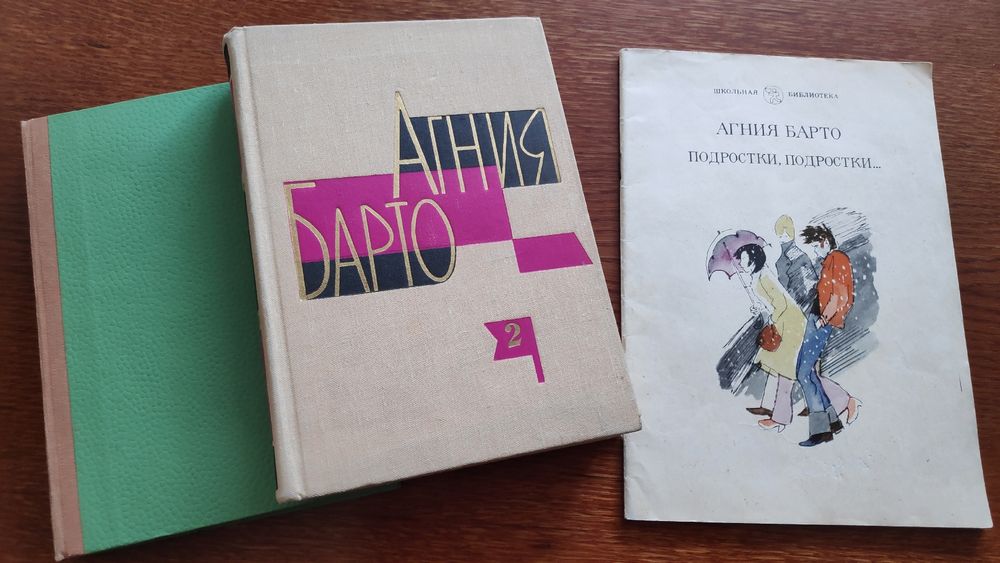 АГНИЯ
БАРТО
2
ШКОЛЬНАЯ БИБЛИОТЕКА
АГНИЯ БАРТО
ПОДРОСТКИ, ПОДРОСТКИ...